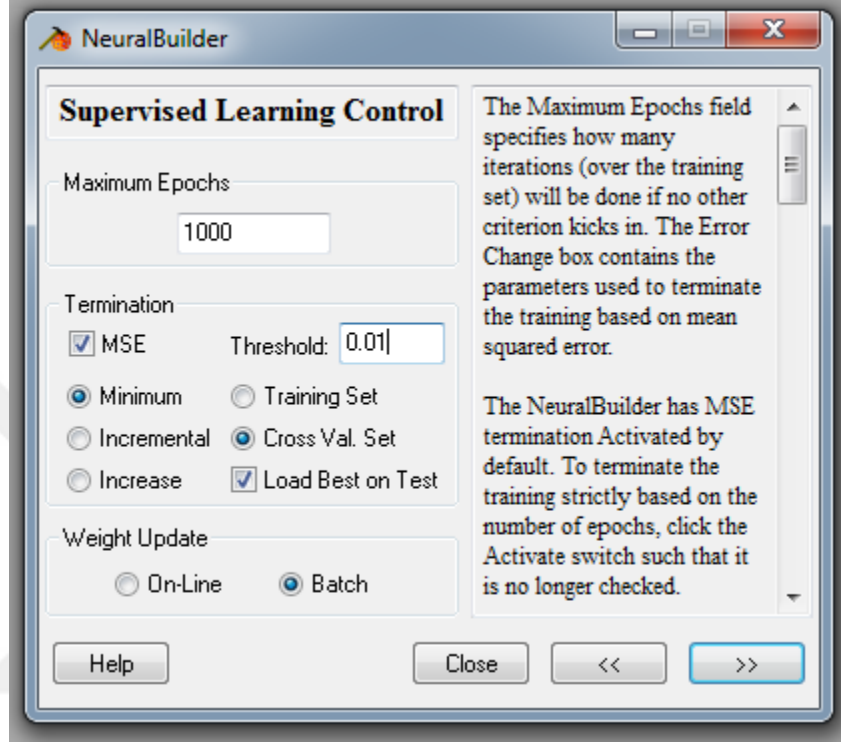 NeuralBuilder
Supervised Learning Control
Maximum Epochs
1000
Termination
MSE Threshold: 0.01
Minimum Training Set
Incremental Cross Val. Set
Increase Load Best on Test
Weight Update
On-Line Batch
The Maximum Epochs field
specifies how many
iterations (over the training
set) will be done if no other
criterion kicks in. The Error
Change box contains the
parameters used to terminate
the training based on mean
squared error.
The NeuralBuilder has MSE
termination Activated by
default. To terminate the
training strictly based on the
number of epochs, click the
Activate switch such that it
is no longer checked.
Help Close << >>